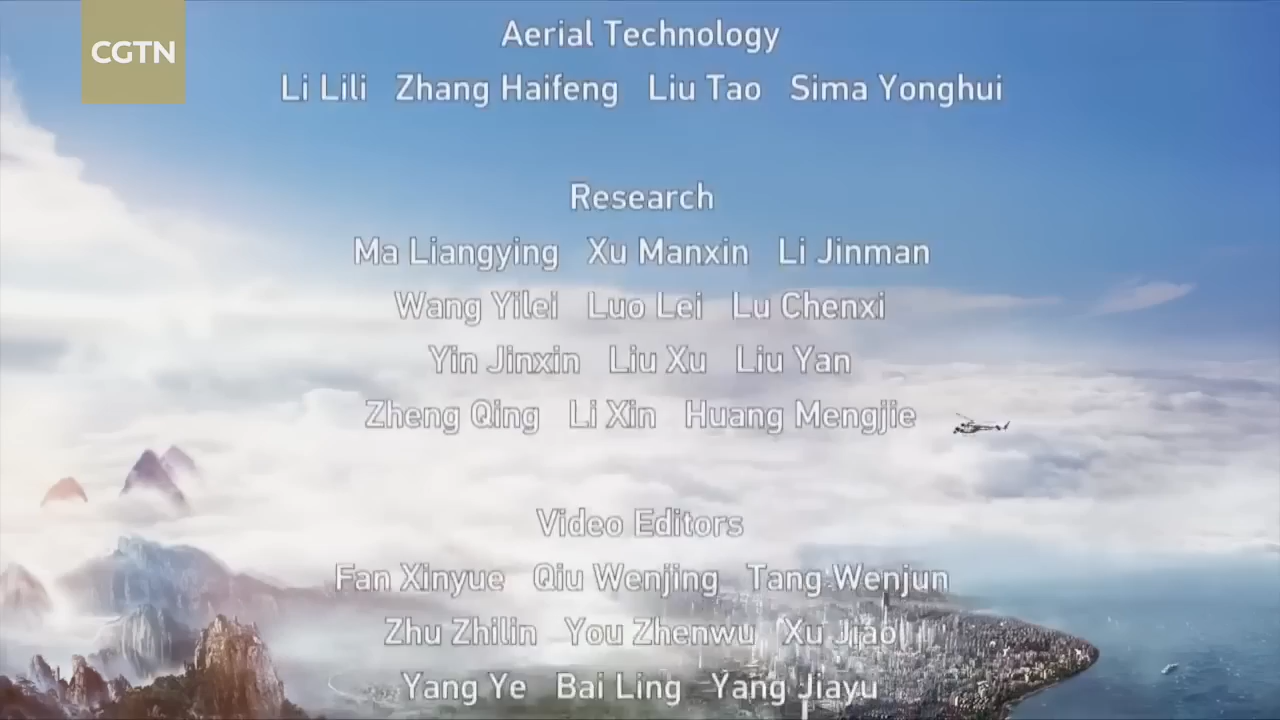 CGTN
Aerial Technology
Li Lili Zhang Haifeng Liu Tao Sima Yonghui
Research
Ma Liangying Xu Manxin Li Jinman
Wang Yilei Luo Lei Lu Chenxi
Yin Jinxin Liu Xu Liu Yan
Zheng Qing Li Xin Huang Mengjie
Video Editors
Fan Xinyue Qiu Wenjing Tang Wenjun
Zhu Zhilin You Zhenwu Xu Jiao
Yang Ye Bai Ling Yang Jiayu